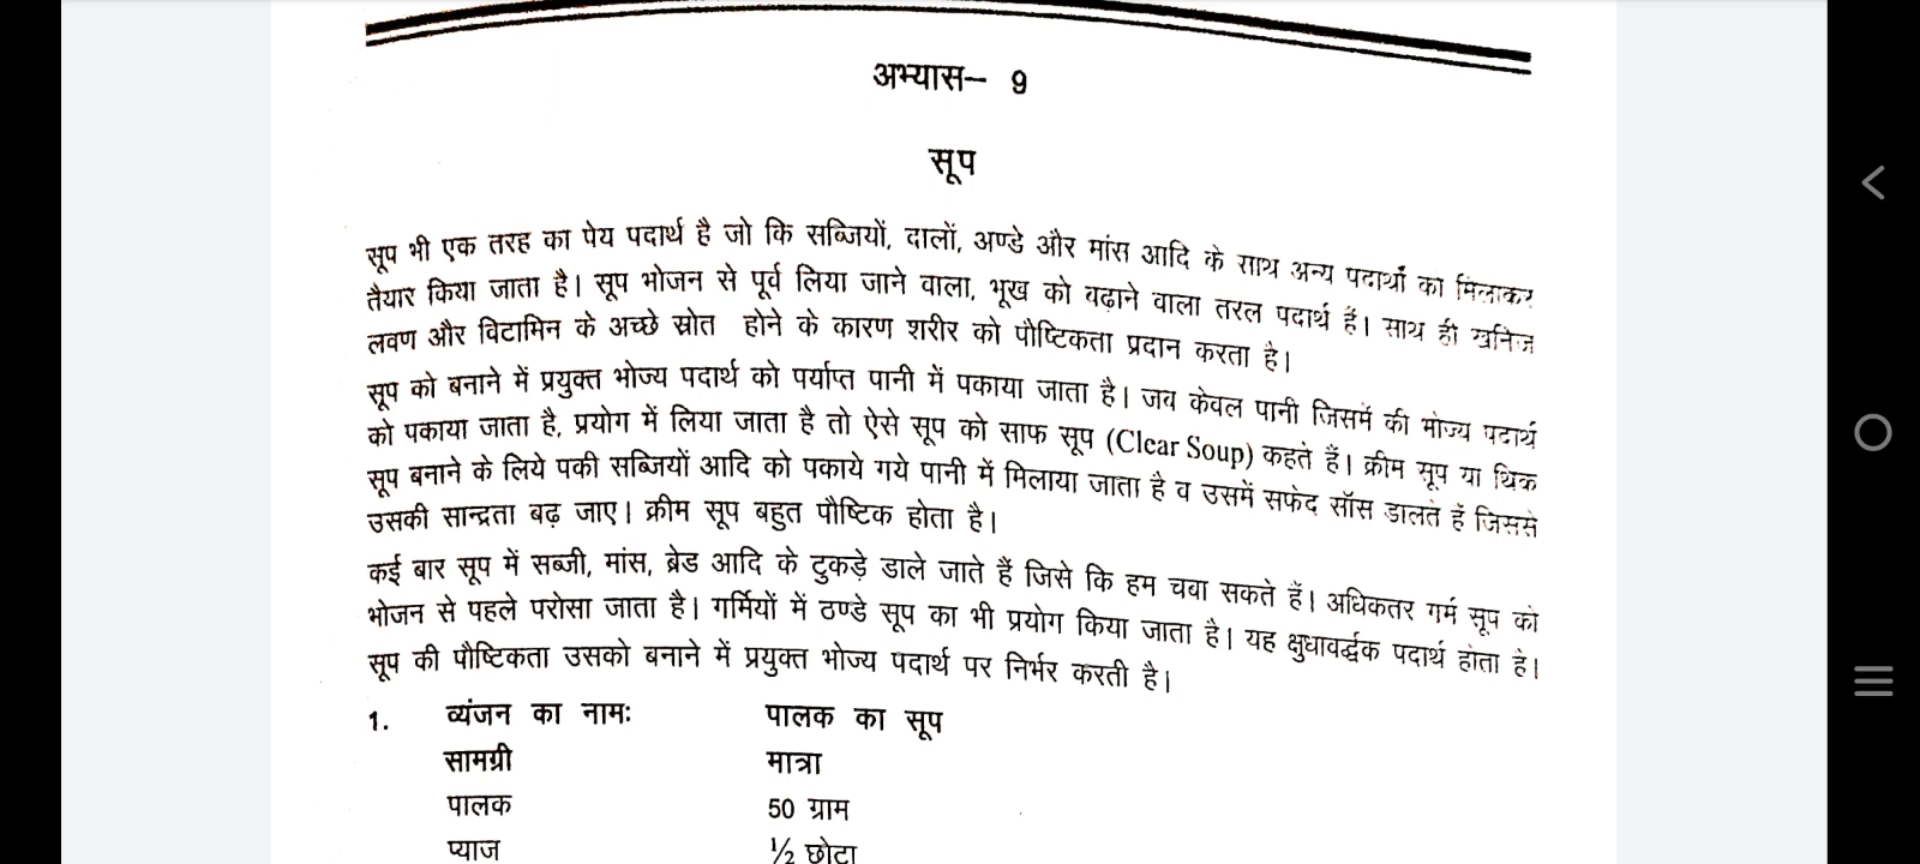 अभ्यास– 9
सूप
सूप भी एक तरह का पेय पदार्थ है जो कि सब्जियों, दालों, अण्डे और मांस आदि के साथ अन्य पदार्थों को मिलाकर
तैयार किया जाता है। सूप भोजन से पूर्व लिया जाने वाला, भूख को बढ़ाने वाला तरल पदार्थ हैं। साथ ही खनिज
लवण और विटामिन के अच्छे स्रोत होने के कारण शरीर को पौष्टिकता प्रदान करता है।
सूप को बनाने में प्रयुक्त भोज्य पदार्थ को पर्याप्त पानी में पकाया जाता है। जब केवल पानी जिसमें की भोज्य पदार्थ
को पकाया जाता है, प्रयोग में लिया जाता है तो ऐसे सूप को साफ सूप (Clear Soup) कहते हैं। क्रीम सूप या थिक
सूप बनाने के लिये पकी सब्जियों आदि को पकाये गये पानी में मिलाया जाता है व उसमें सफेद सॉस डालते हैं जिससे
उसकी सान्द्रता बढ़ जाए। क्रीम सूप बहुत पौष्टिक होता है।
कई बार सूप में सब्जी, मांस, ब्रेड आदि के टुकड़े डाले जाते हैं जिसे कि हम चबा सकते हैं। अधिकतर गर्म सूप को
भोजन से पहले परोसा जाता है। गर्मियों में ठण्डे सूप का भी प्रयोग किया जाता है। यह क्षुधावर्द्धक पदार्थ होता है।
सूप की पौष्टिकता उसको बनाने में प्रयुक्त भोज्य पदार्थ पर निर्भर करती है।
1. व्यंजन का नामः पालक का सूप
सामग्री मात्रा
पालक 50 ग्राम
प्याज ½ छोटा